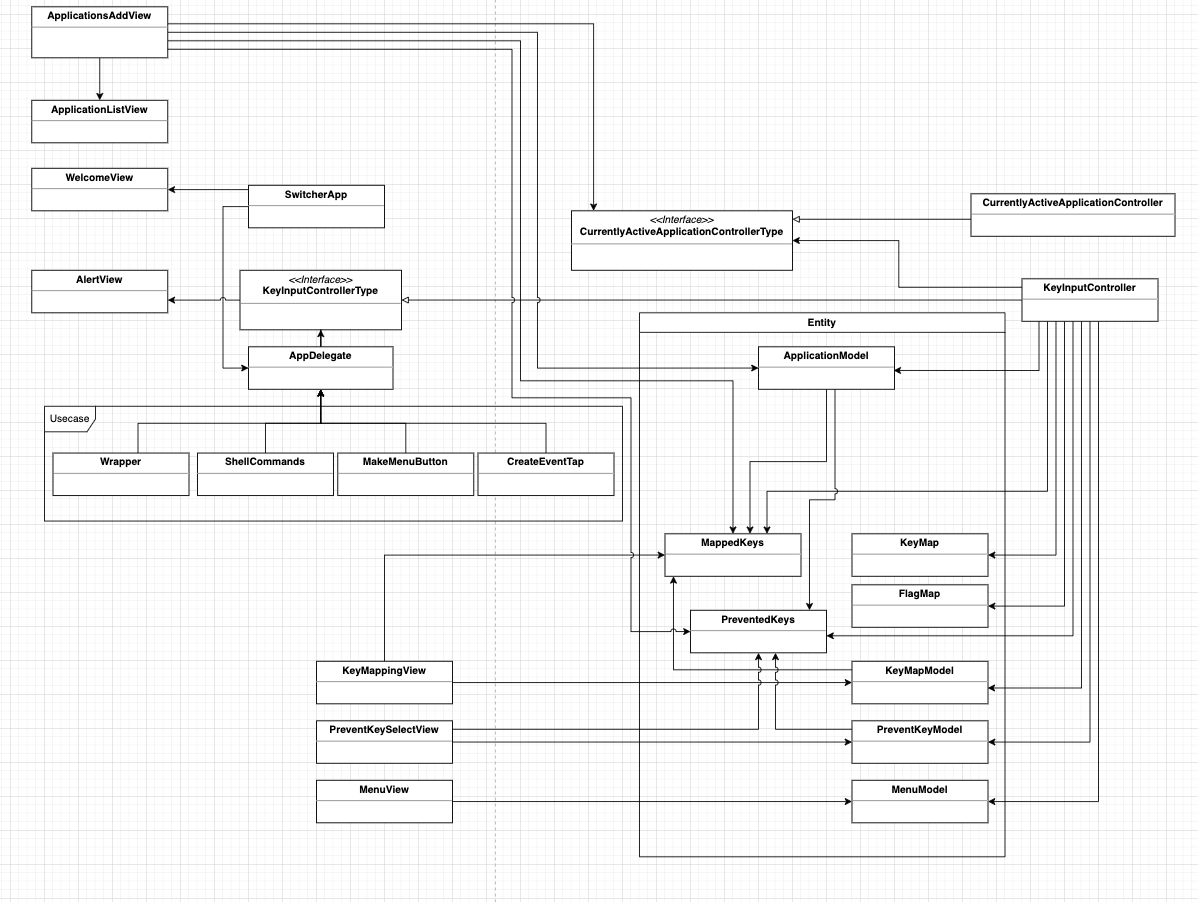 ApplicationsAddView
ApplicationListView
WelcomeView
SwitcherApp
CurrentlyActiveApplicationController
<<Interface>>
CurrentlyActiveApplicationControllerType
AlertView
<<Interface>>
KeyInputControllerType
KeyInputController
Entity
AppDelegate
ApplicationModel
Usecase
Wrapper
ShellCommands
MakeMenuButton
CreateEventTap
MappedKeys
KeyMap
FlagMap
PreventedKeys
KeyMappingView
KeyMapModel
PreventKeySelectView
PreventKeyModel
MenuView
MenuModel